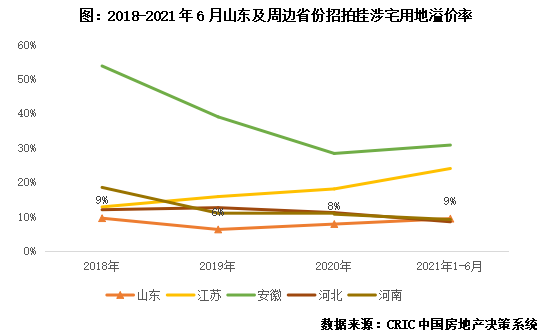 图：2018-2021年6月山东及周边省份招拍挂涉宅用地溢价率
60%
50%
40%
30%
20%
10%
0%
9%
6%
8%
9%
2018年 2019年 2020年 2021年1-6月
山东 江苏 安徽 河北 河南
数据来源：CRIC中国房地产决策系统